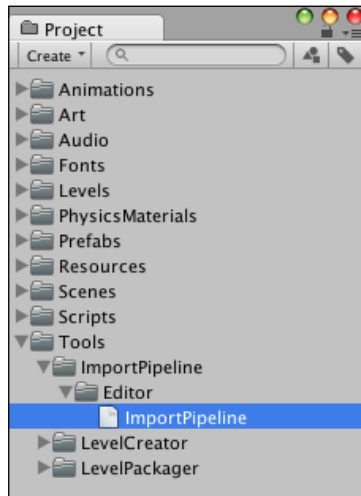 Project
Create
Animations
Art
Audio
Fonts
Levels
PhysicsMaterials
Prefabs
Resources
Scenes
Scripts
Tools
ImportPipeline
Editor
ImportPipeline
LevelCreator
LevelPackager